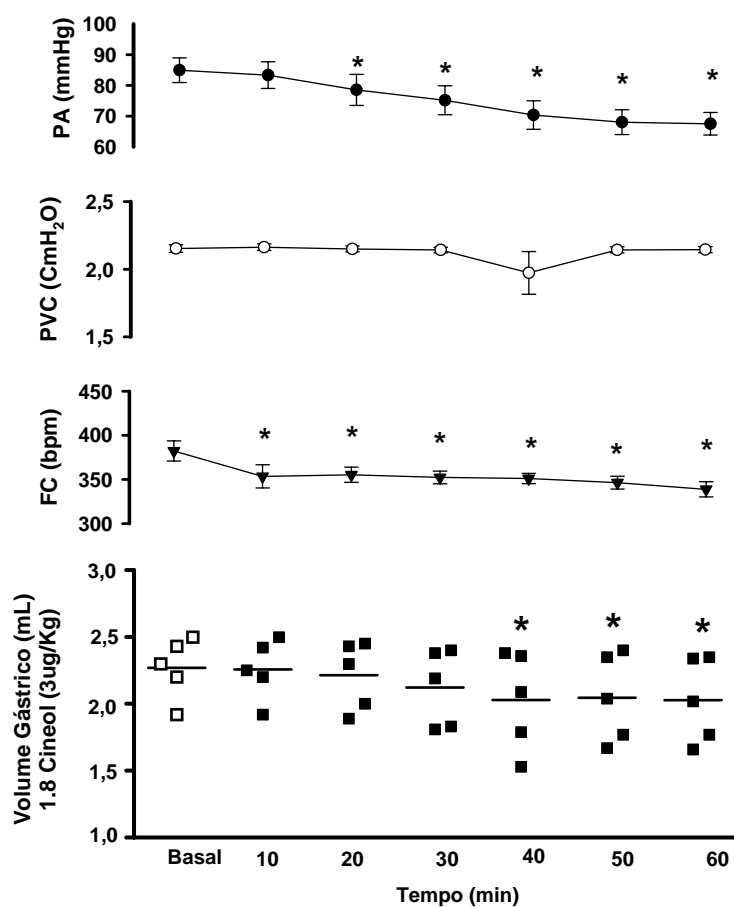 100
90
80
70
60
PA (mmHg)
* * * * *
2,5
2,0
1,5
PVC (CmH₂O)
450
400
350
300
FC (bpm)
* * * * * *
3,0
2,5
2,0
1,5
1,0
Volume Gástrico (mL)
1.8 Cineol (3ug/Kg)
* * *
Basal 10 20 30 40 50 60
Tempo (min)